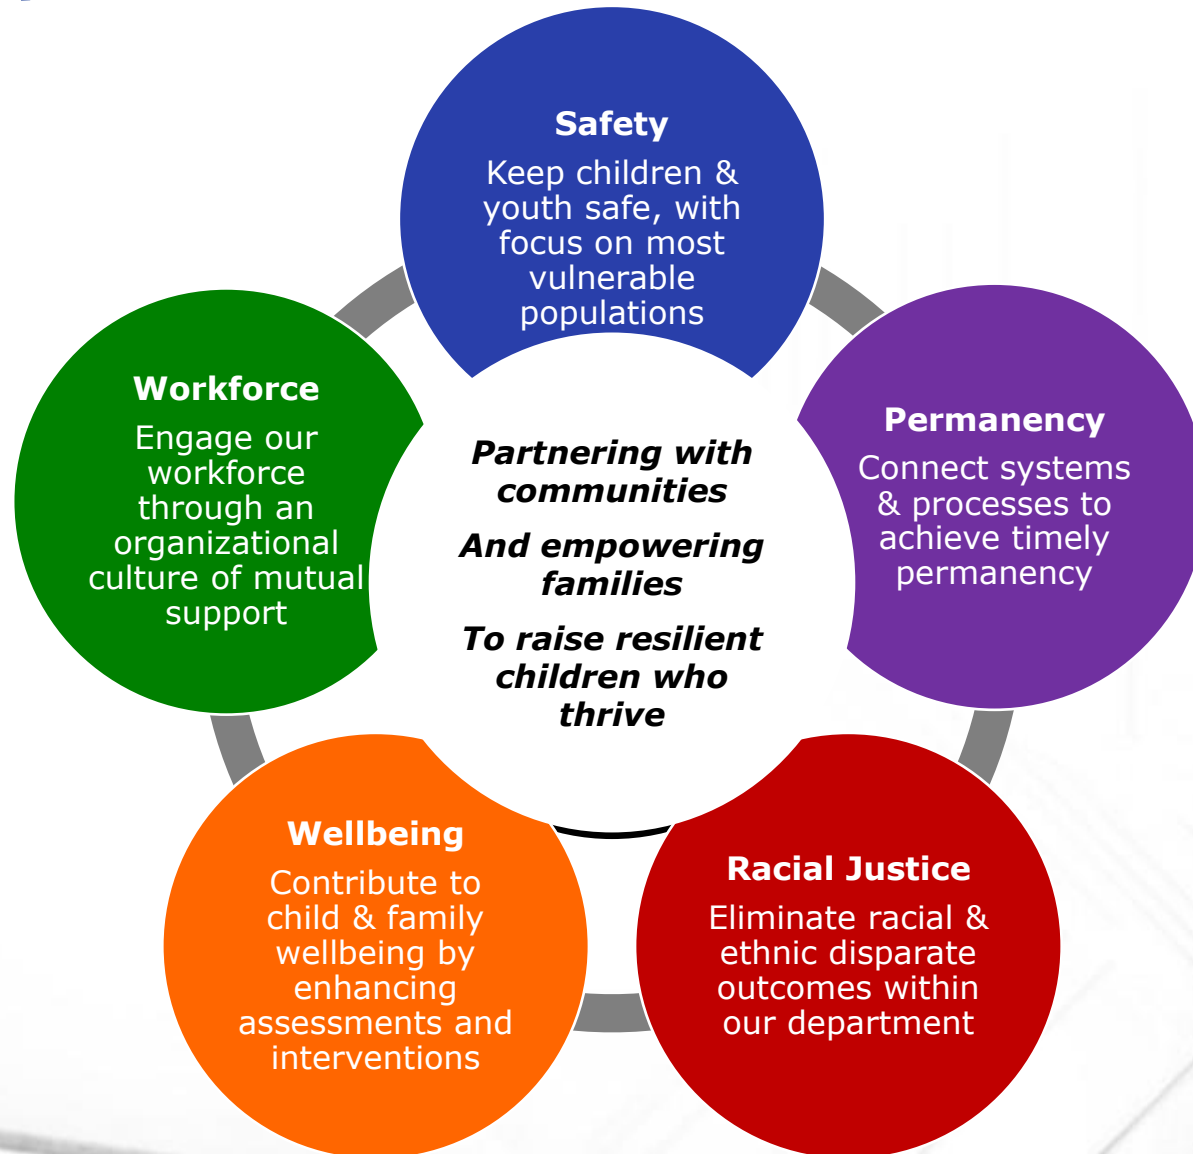 Safety
Keep children &
youth safe, with
focus on most
vulnerable
populations
Permanency
Connect systems
& processes to
achieve timely
permanency
Racial Justice
Eliminate racial &
ethnic disparate
outcomes within
our department
Wellbeing
Contribute to
child & family
wellbeing by
enhancing
assessments and
interventions
Workforce
Engage our
workforce
through an
organizational
culture of mutual
support
Partnering with
communities
And empowering
families
To raise resilient
children who
thrive